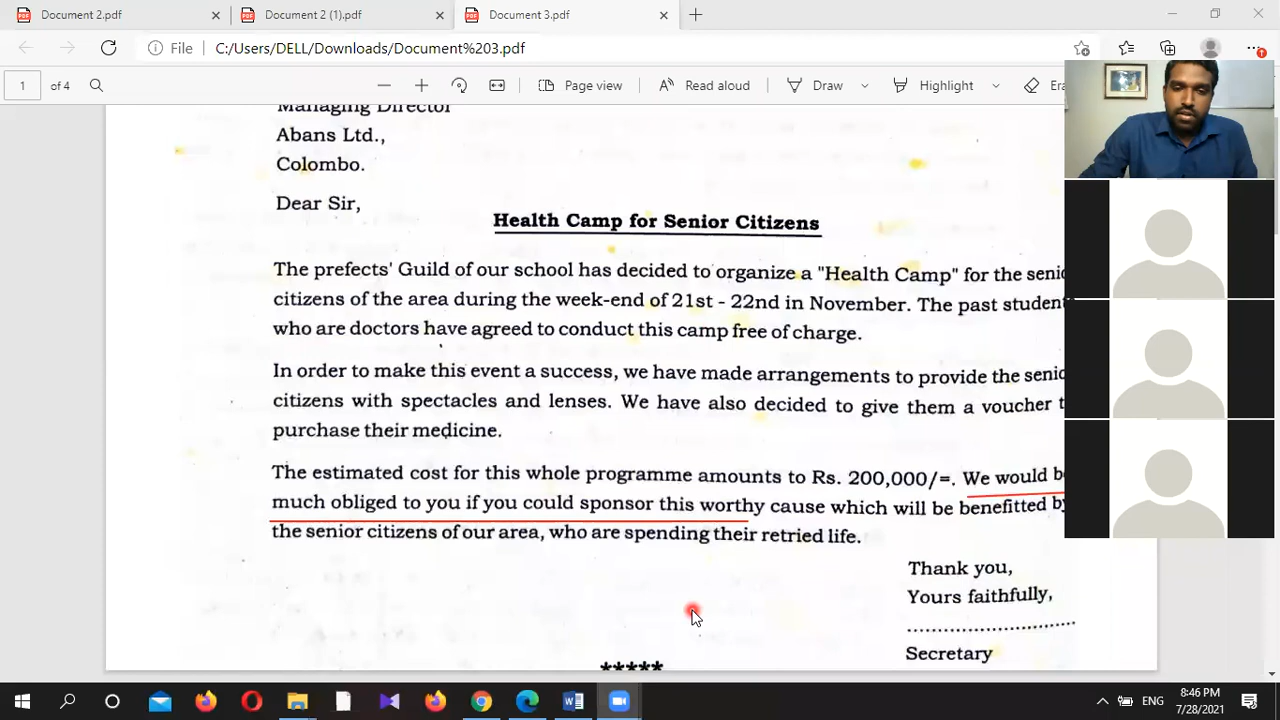 Document 2.pdf
Document 2 (1).pdf
Document 3.pdf
File
C:/Users/DELL/Downloads/Document%203.pdf
1 of 4
Page view
Read aloud
Draw
Highlight
Era
Managing Director
Abans Ltd.,
Colombo.
Dear Sir,
Health Camp for Senior Citizens
The prefects' Guild of our school has decided to organize a "Health Camp" for the senio
citizens of the area during the week-end of 21st - 22nd in November. The past student
who are doctors have agreed to conduct this camp free of charge.
In order to make this event a success, we have made arrangements to provide the senio
citizens with spectacles and lenses. We have also decided to give them a voucher t
purchase their medicine.
The estimated cost for this whole programme amounts to Rs. 200,000/=. We would be
much obliged to you if you could sponsor this worthy cause which will be benefitted by
the senior citizens of our area, who are spending their retried life.
Thank you,
Yours faithfully,
..............................
Secretary
*****
ENG
8:46 PM
7/28/2021